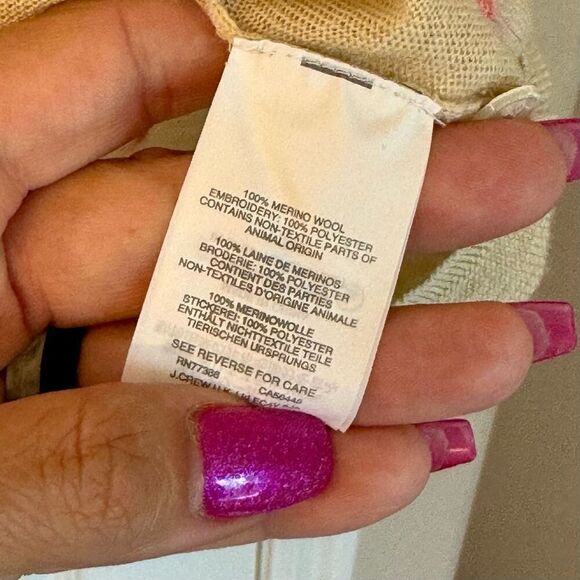 100% MERINO WOOL
EMBROIDERY: 100% POLYESTER
CONTAINS NON-TEXTILE PARTS OF
ANIMAL ORIGIN
100% LAINE DE MERINOS
BRODERIE: 100% POLYESTER
CONTIENT DES PARTIES
NON-TEXTILES D'ORIGINE ANIMALE
100% MERINOWOLLE
STICKEREI: 100% POLYESTER
ENTHÄLT NICHTTEXTILE TEILE
TIERISCHEN URSPRUNGS
SEE REVERSE FOR CARE
RN77388 CA56449
J.CREW U.K.